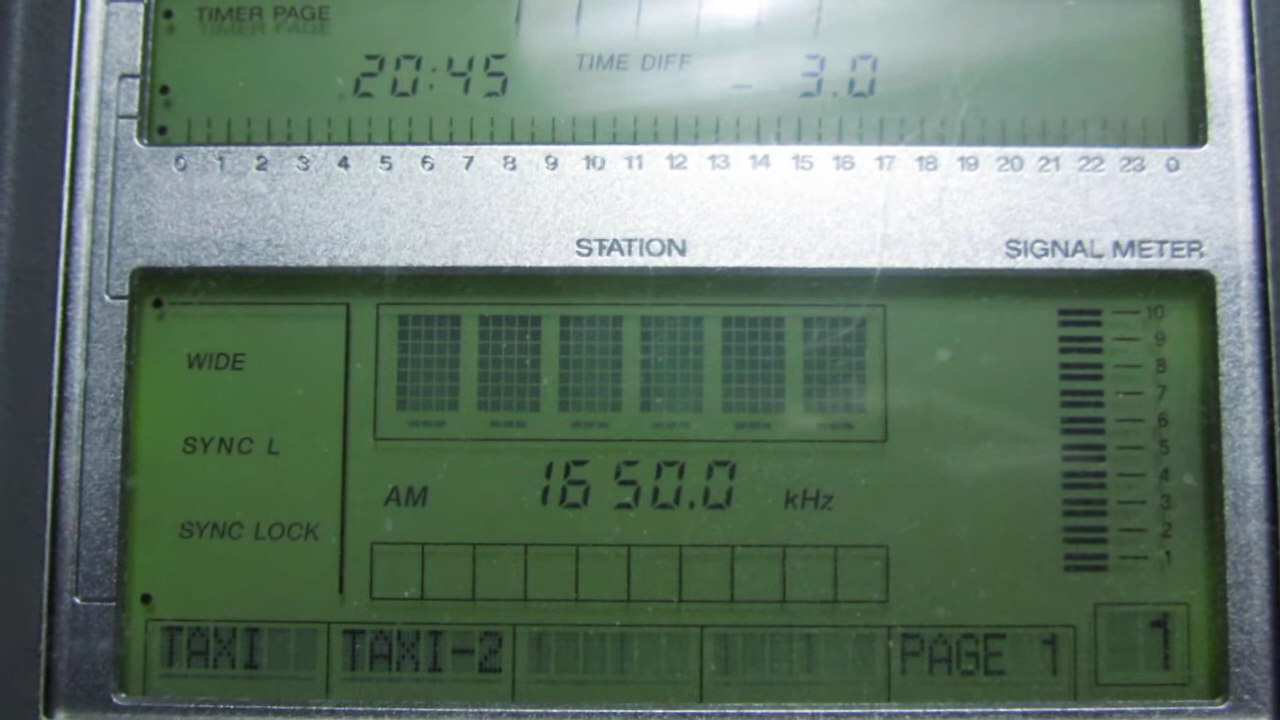 TIMER PAGE
20:45 TIME DIFF - 3.0
0 1 2 3 4 5 6 7 8 9 10 11 12 13 14 15 16 17 18 19 20 21 22 23 0
STATION SIGNAL METER
10
WIDE
9
8
7
6
SYNC L
5
4
AM 1650.0 kHz
3
SYNC LOCK
2
1
TAXI TAXI-2 PAGE 1 1